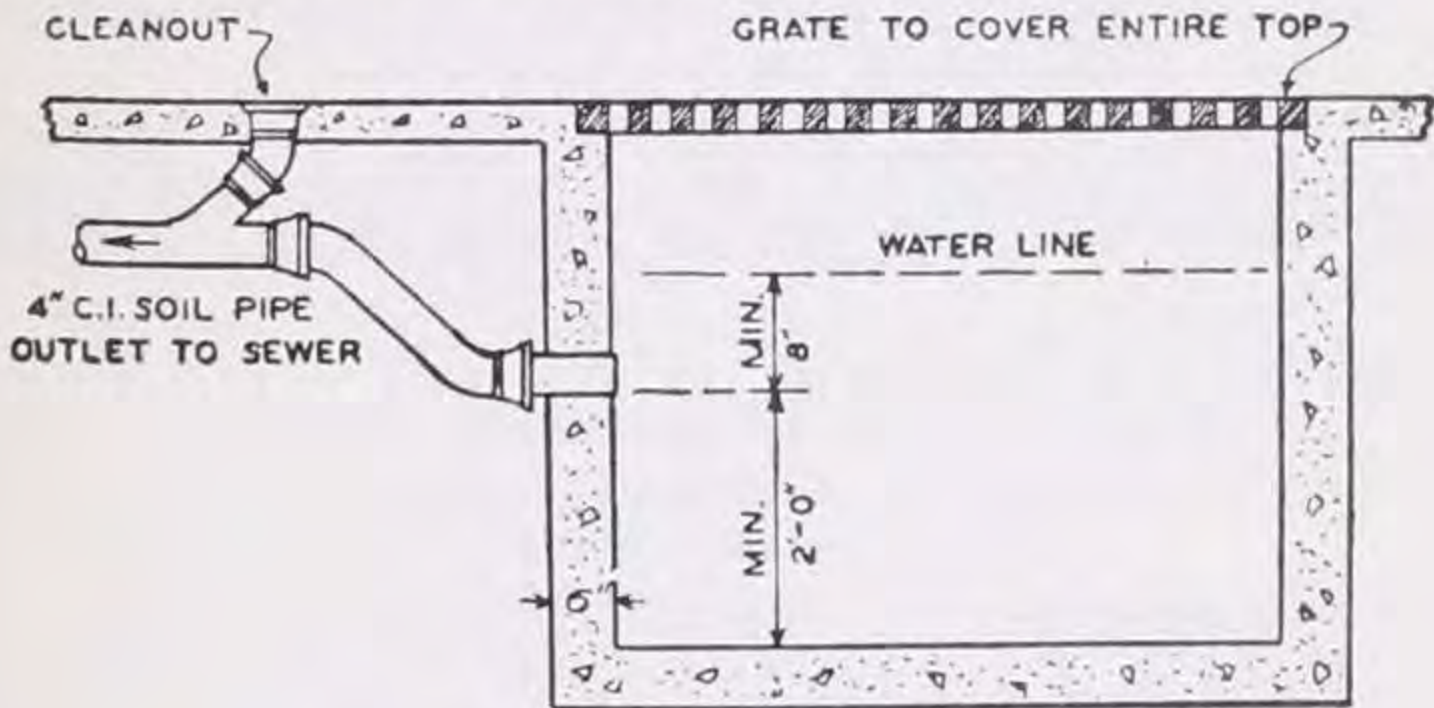 CLEANOUT
GRATE TO COVER ENTIRE TOP
WATER LINE
MIN.
8"
4" C.I. SOIL PIPE
OUTLET TO SEWER
MIN.
2'-0"
6"